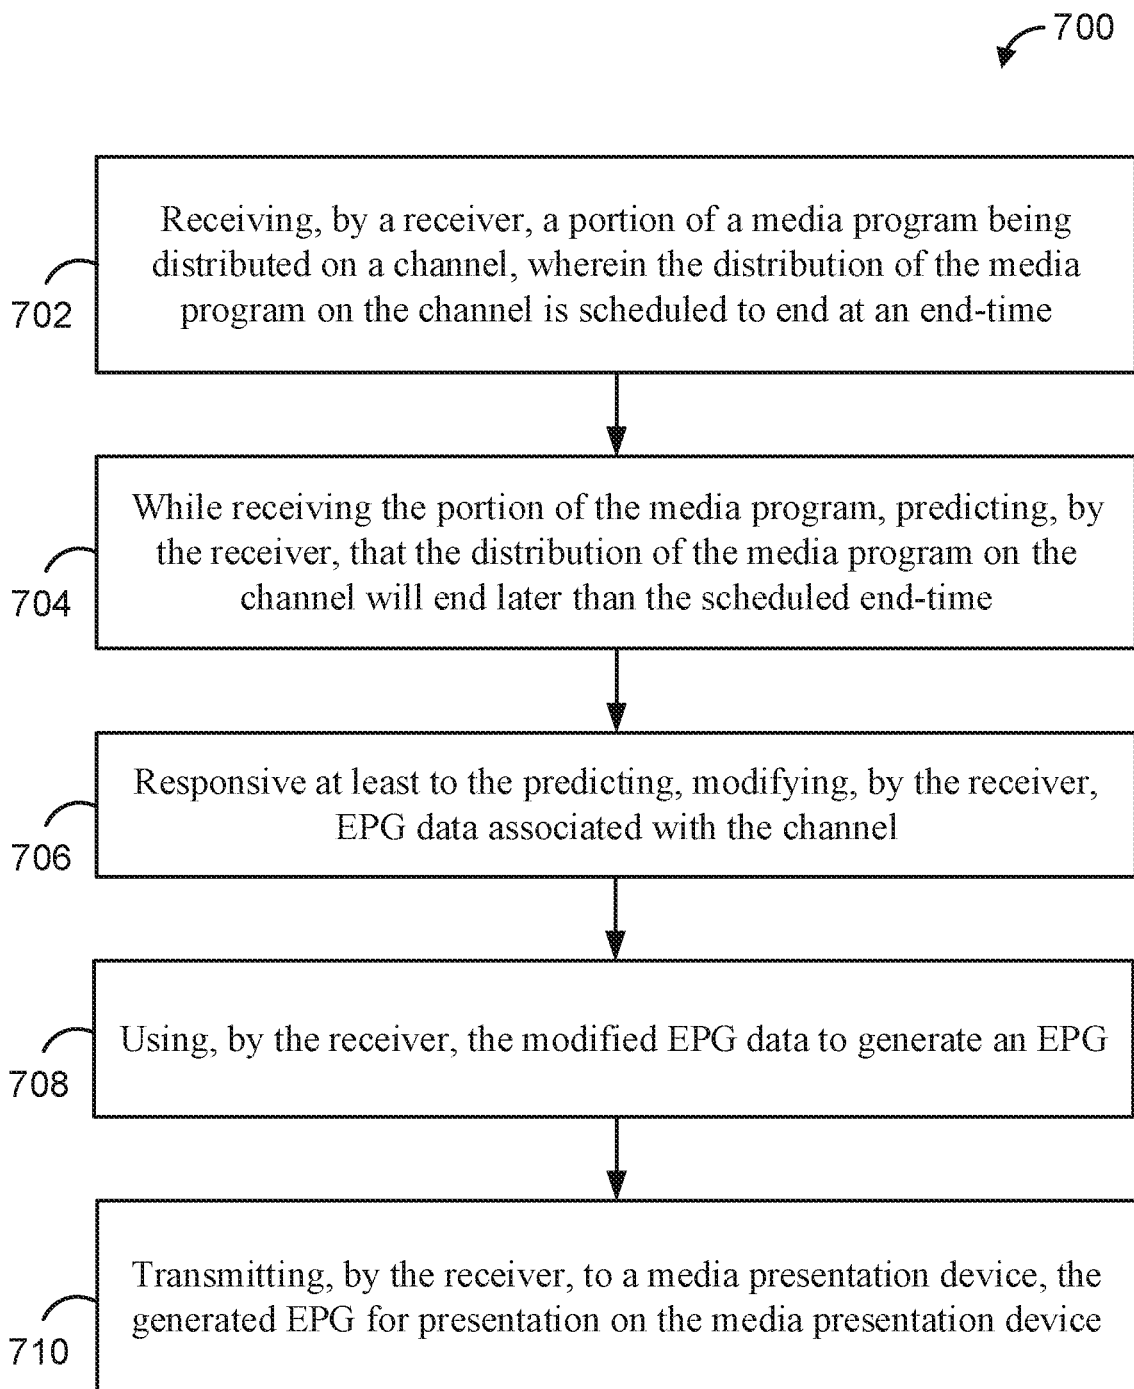 700
Receiving, by a receiver, a portion of a media program being
distributed on a channel, wherein the distribution of the media
program on the channel is scheduled to end at an end-time
702
While receiving the portion of the media program, predicting, by
the receiver, that the distribution of the media program on the
channel will end later than the scheduled end-time
704
Responsive at least to the predicting, modifying, by the receiver,
EPG data associated with the channel
706
Using, by the receiver, the modified EPG data to generate an EPG
708
Transmitting, by the receiver, to a media presentation device, the
generated EPG for presentation on the media presentation device
710